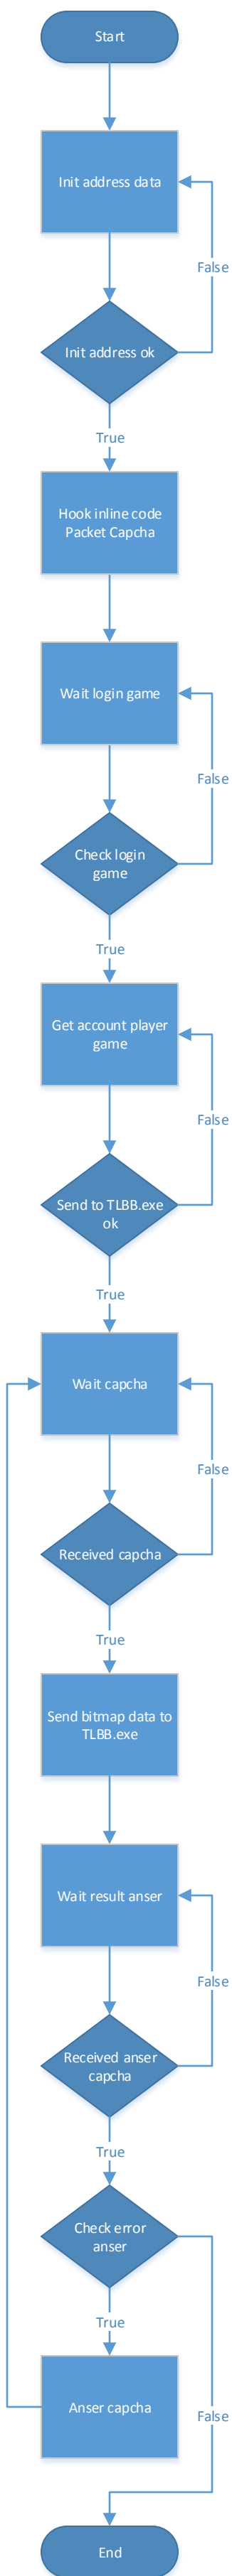 Start
Init address data
False
Init address ok
True
Hook inline code
Packet Capcha
Wait login game
False
Check login
game
True
Get account player
game
False
Send to TLBB.exe
ok
True
Wait capcha
False
Received capcha
True
Send bitmap data to
TLBB.exe
Wait result anser
False
Received anser
capcha
True
Check error
anser
True
Anser capcha
False
End